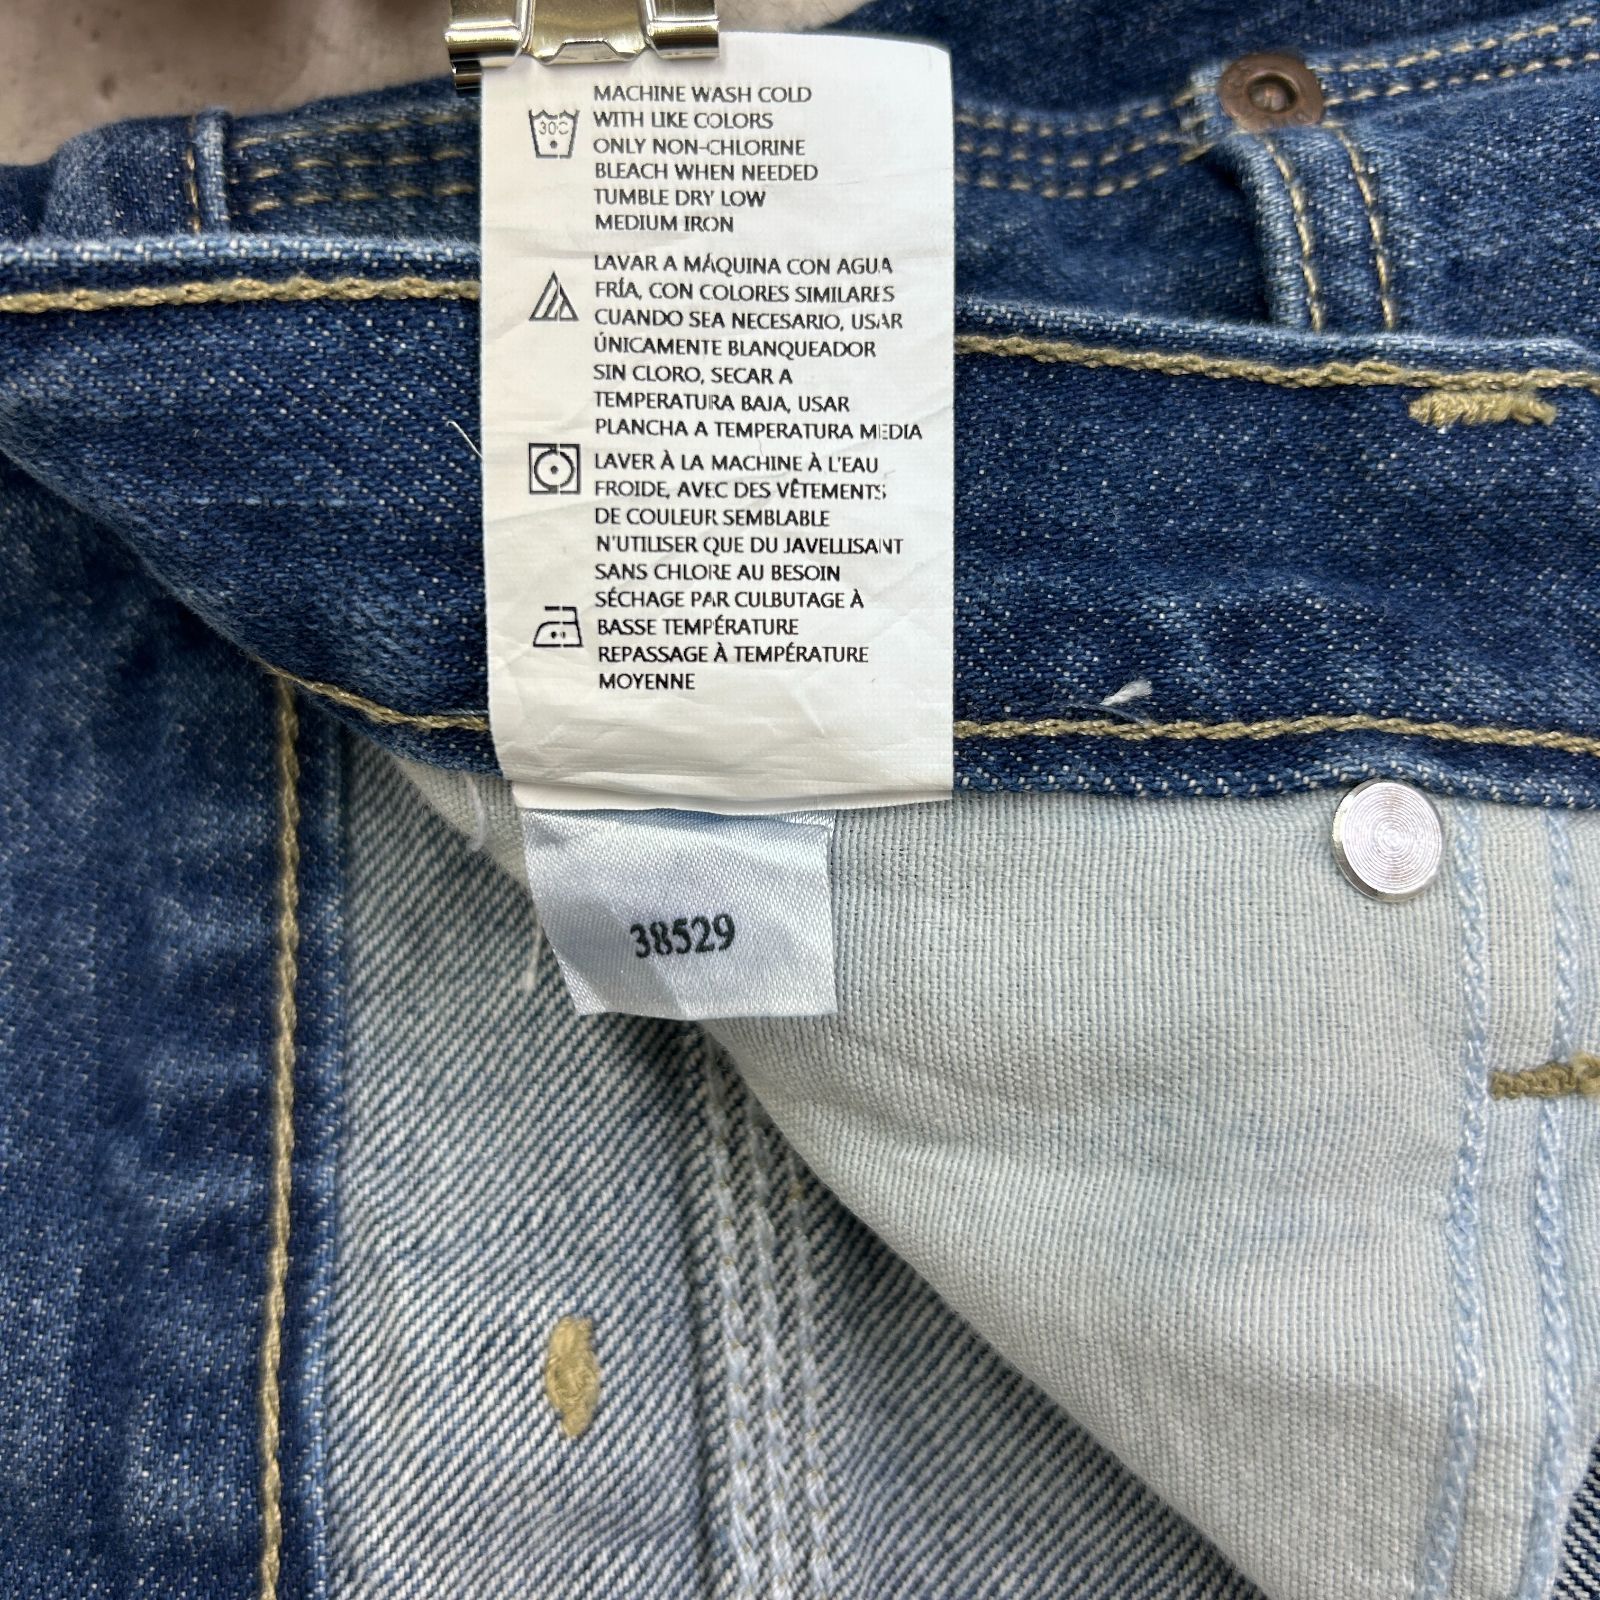 MACHINE WASH COLD
30C WITH LIKE COLORS
ONLY NON-CHLORINE
BLEACH WHEN NEEDED
TUMBLE DRY LOW
MEDIUM IRON
LAVAR A MÁQUINA CON AGUA
FRÍA, CON COLORES SIMILARES
CUANDO SEA NECESARIO, USAR
ÚNICAMENTE BLANQUEADOR
SIN CLORO, SECAR A
TEMPERATURA BAJA, USAR
PLANCHA A TEMPERATURA MEDIA
LAVER À LA MACHINE À L'EAU
FROIDE, AVEC DES VÊTEMENTS
DE COULEUR SEMBLABLE
N'UTILISER QUE DU JAVELLISANT
SANS CHLORE AU BESOIN
SÉCHAGE PAR CULBUTAGE À
BASSE TEMPÉRATURE
REPASSAGE À TEMPÉRATURE
MOYENNE
38529